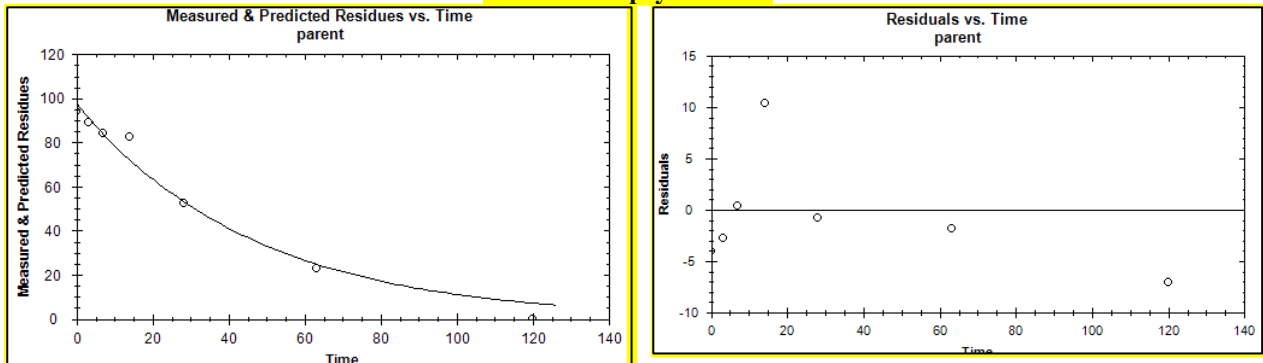 Measured & Predicted Residues vs. Time
parent
Measured & Predicted Residues
120
100
80
60
40
20
0
0 20 40 60 80 100 120 140
Time
Residuals vs. Time
parent
Residuals
15
10
5
0
-5
-10
0 20 40 60 80 100 120 140
Time